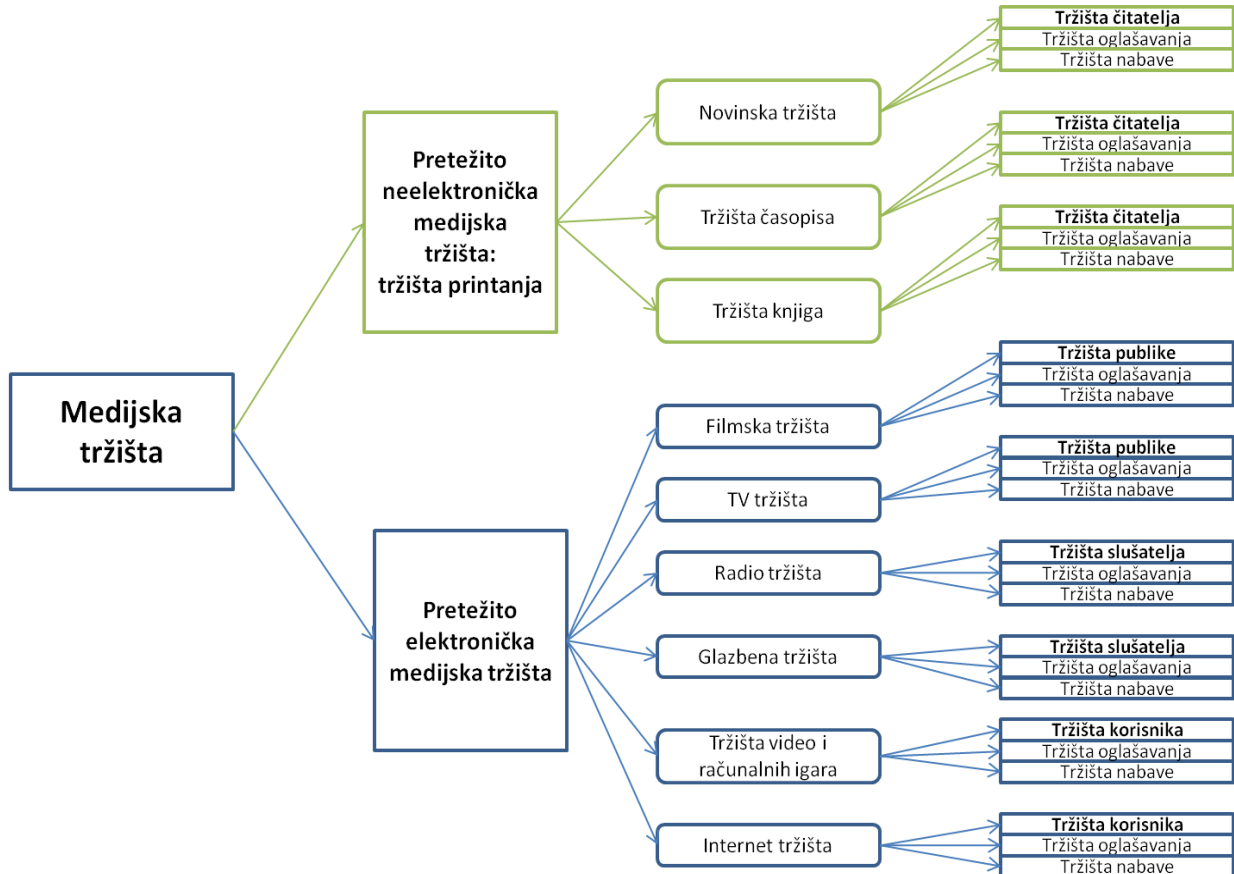 Medijska
tržišta
Pretežito
neelektronička
medijska
tržišta:
tržišta printanja
Novinska tržišta
Tržišta čitatelja
Tržišta oglašavanja
Tržišta nabave
Tržišta časopisa
Tržišta čitatelja
Tržišta oglašavanja
Tržišta nabave
Tržišta knjiga
Tržišta čitatelja
Tržišta oglašavanja
Tržišta nabave
Pretežito
elektronička
medijska tržišta
Filmska tržišta
Tržišta publike
Tržišta oglašavanja
Tržišta nabave
TV tržišta
Tržišta publike
Tržišta oglašavanja
Tržišta nabave
Radio tržišta
Tržišta slušatelja
Tržišta oglašavanja
Tržišta nabave
Glazbena tržišta
Tržišta slušatelja
Tržišta oglašavanja
Tržišta nabave
Tržišta video i
računalnih igara
Tržišta korisnika
Tržišta oglašavanja
Tržišta nabave
Internet tržišta
Tržišta korisnika
Tržišta oglašavanja
Tržišta nabave